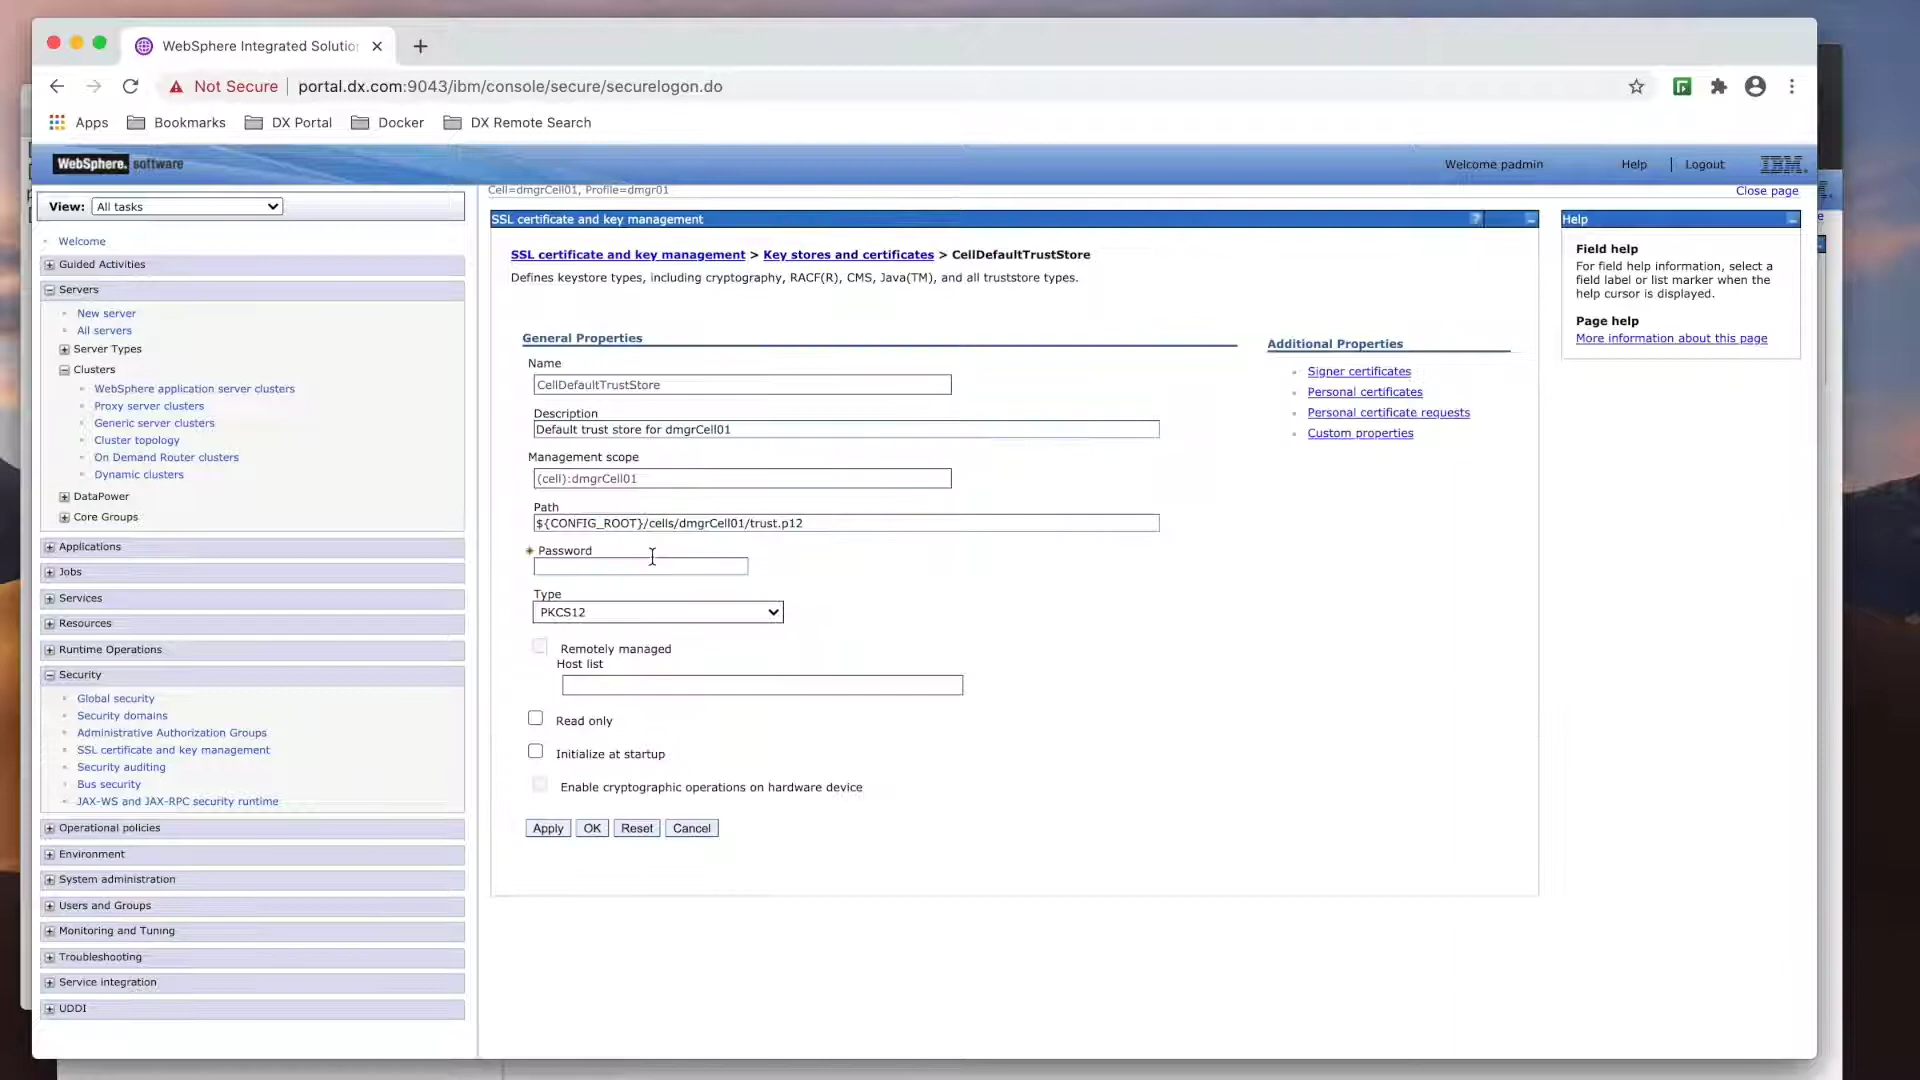 WebSphere Integrated Solutio
Not Secure portal.dx.com:9043/ibm/console/secure/securelogon.do
Apps Bookmarks DX Portal Docker DX Remote Search
WebSphere. software Welcome padmin Help Logout IBM.
View: All tasks
Welcome
Guided Activities
Servers
New server
All servers
Server Types
Clusters
WebSphere application server clusters
Proxy server clusters
Generic server clusters
Cluster topology
On Demand Router clusters
Dynamic clusters
DataPower
Core Groups
Applications
Jobs
Services
Resources
Runtime Operations
Security
Global security
Security domains
Administrative Authorization Groups
SSL certificate and key management
Security auditing
Bus security
JAX-WS and JAX-RPC security runtime
Operational policies
Environment
System administration
Users and Groups
Monitoring and Tuning
Troubleshooting
Service integration
UDDI
Cell=dmgrCell01, Profile=dmgr01
Close page
SSL certificate and key management
SSL certificate and key management > Key stores and certificates > CellDefaultTrustStore
Defines keystore types, including cryptography, RACF(R), CMS, Java(TM), and all truststore types.
General Properties
Name
CellDefaultTrustStore
Description
Default trust store for dmgrCell01
Management scope
(cell):dmgrCell01
Path
${CONFIG_ROOT}/cells/dmgrCell01/trust.p12
Password
Type
PKCS12
Remotely managed
Host list
Read only
Initialize at startup
Enable cryptographic operations on hardware device
Apply OK Reset Cancel
Additional Properties
Signer certificates
Personal certificates
Personal certificate requests
Custom properties
Help
Field help
For field help information, select a
field label or list marker when the
help cursor is displayed.
Page help
More information about this page